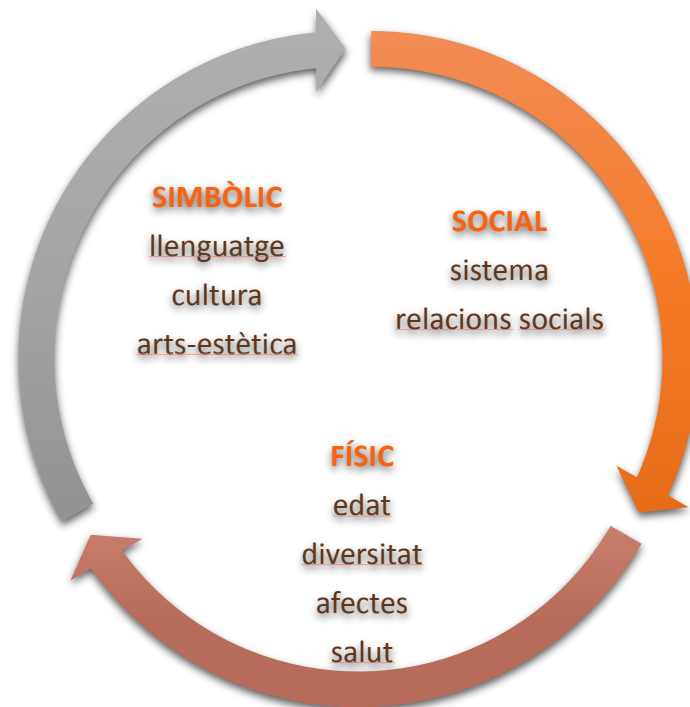 SIMBÒLIC
llenguatge
cultura
arts-estètica
SOCIAL
sistema
relacions socials
FÍSIC
edat
diversitat
afectes
salut